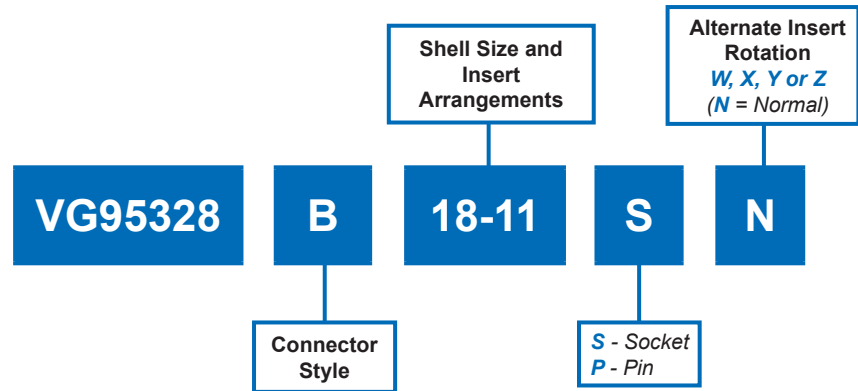 Shell Size and
Insert
Arrangements
Alternate Insert
Rotation
W, X, Y or Z
(N = Normal)
VG95328 B 18-11 S N
Connector
Style
S - Socket
P - Pin